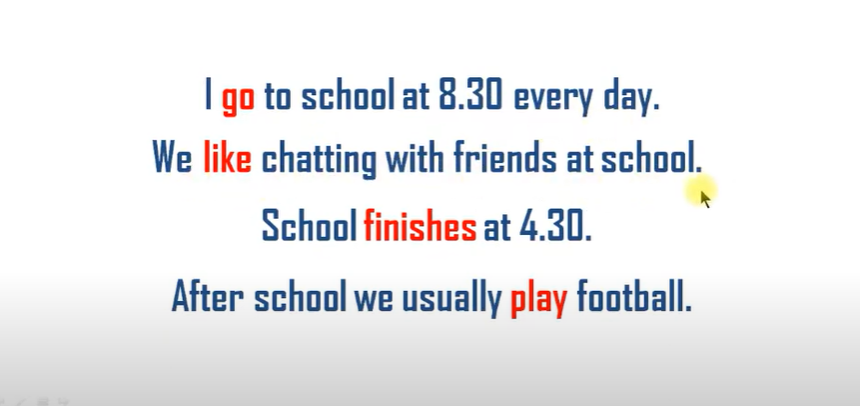 I go to school at 8.30 every day.
We like chatting with friends at school.
School finishes at 4.30.
After school we usually play football.